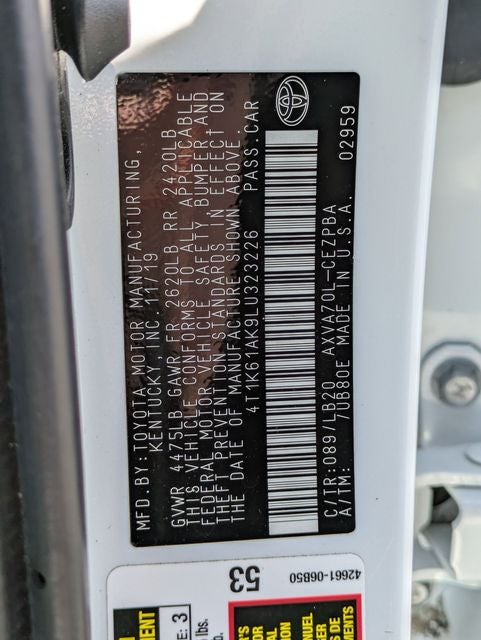 MFD.BY:TOYOTA MOTOR MANUFACTURING,
KENTUCKY, INC. 11/19
GVWR 4475LB GAWR FR 2620LB RR 2420LB
THIS VEHICLE CONFORMS TO ALL APPLICABLE
FEDERAL MOTOR VEHICLE SAFETY, BUMPER AND
THEFT PREVENTION STANDARDS IN EFFECT ON
THE DATE OF MANUFACTURE SHOWN ABOVE.
4T1K61AK9LU323226 PASS.CAR
C/TR:089/LB20 AXVA70L-CEZPBA
A/TM: 7UB80E MADE IN U.S.A. 02959
53
42661-06B50
E: 3
lbs.